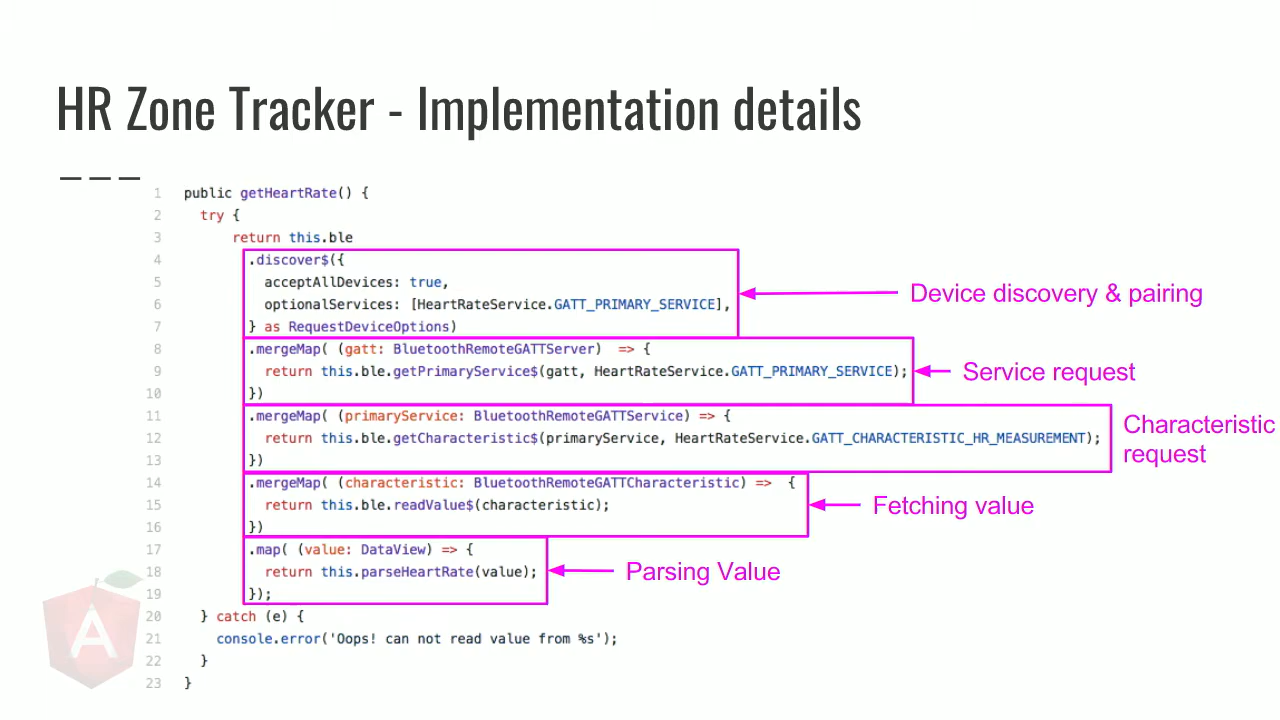 HR Zone Tracker - Implementation details
1 public getHeartRate() {
2 try {
3 return this.ble
4 .discover$({
5 acceptAllDevices: true,
6 optionalServices: [HeartRateService.GATT_PRIMARY_SERVICE],
7 } as RequestDeviceOptions)
Device discovery & pairing
8 .mergeMap( (gatt: BluetoothRemoteGATTServer)  => {
9 return this.ble.getPrimaryService$(gatt, HeartRateService.GATT_PRIMARY_SERVICE);
10 })
Service request
11 .mergeMap( (primaryService: BluetoothRemoteGATTService) => {
12 return this.ble.getCharacteristic$(primaryService, HeartRateService.GATT_CHARACTERISTIC_HR_MEASUREMENT);
13 })
Characteristic
request
14 .mergeMap( (characteristic: BluetoothRemoteGATTCharacteristic) =>  {
15 return this.ble.readValue$(characteristic);
16 })
Fetching value
17 .map( (value: DataView) => {
18 return this.parseHeartRate(value);
19 });
Parsing Value
20 } catch (e) {
21 console.error('Oops! can not read value from %s');
22 }
23 }
A